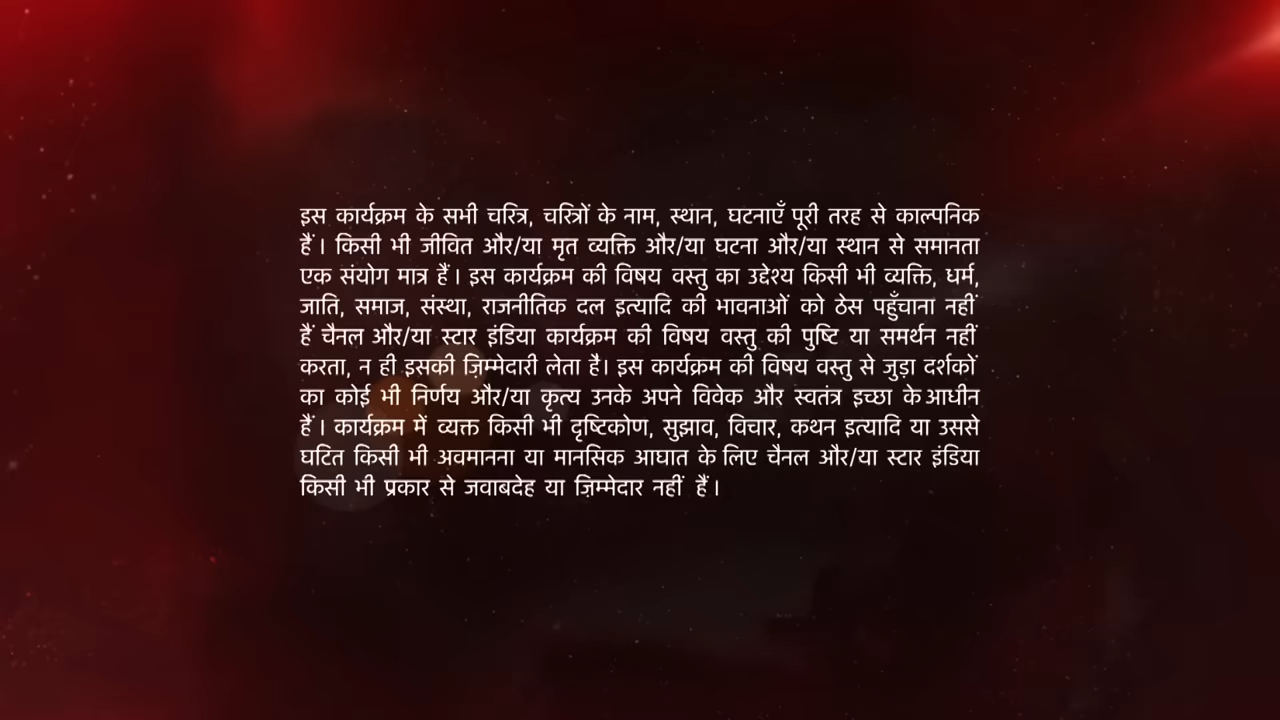 इस कार्यक्रम के सभी चरित्र, चरित्रों के नाम, स्थान, घटनाएँ पूरी तरह से काल्पनिक
हैं। किसी भी जीवित और/या मृत व्यक्ति और/या घटना और/या स्थान से समानता
एक संयोग मात्र हैं। इस कार्यक्रम की विषय वस्तु का उद्देश्य किसी भी व्यक्ति, धर्म,
जाति, समाज, संस्था, राजनीतिक दल इत्यादि की भावनाओं को ठेस पहुँचाना नहीं
हैं चैनल और/या स्टार इंडिया कार्यक्रम की विषय वस्तु की पुष्टि या समर्थन नहीं
करता, न ही इसकी ज़िम्मेदारी लेता है। इस कार्यक्रम की विषय वस्तु से जुड़ा दर्शकों
का कोई भी निर्णय और/या कृत्य उनके अपने विवेक और स्वतंत्र इच्छा के आधीन
हैं। कार्यक्रम में व्यक्त किसी भी दृष्टिकोण, सुझाव, विचार, कथन इत्यादि या उससे
घटित किसी भी अवमानना या मानसिक आघात के लिए चैनल और/या स्टार इंडिया
किसी भी प्रकार से जवाबदेह या ज़िम्मेदार नहीं हैं।